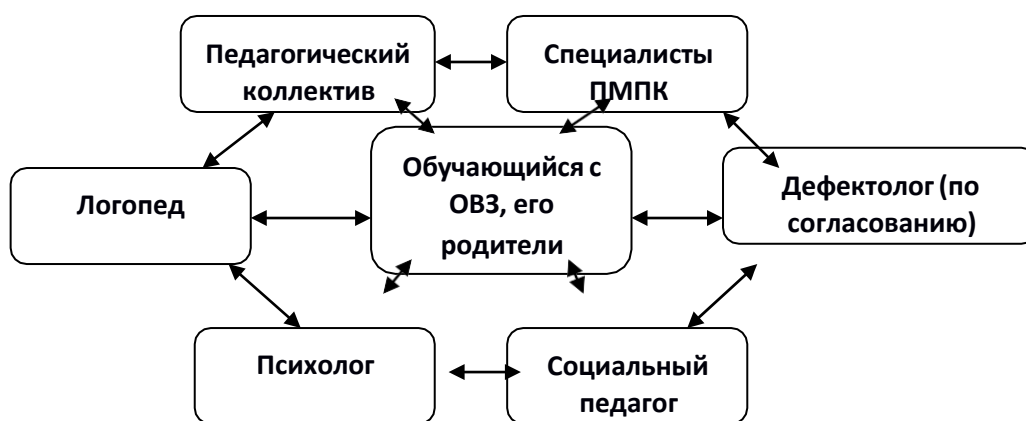 Педагогический
коллектив
Специалисты
ПМПК
Обучающийся с
ОВЗ, его
родители
Логопед
Дефектолог (по
согласованию)
Психолог
Социальный
педагог